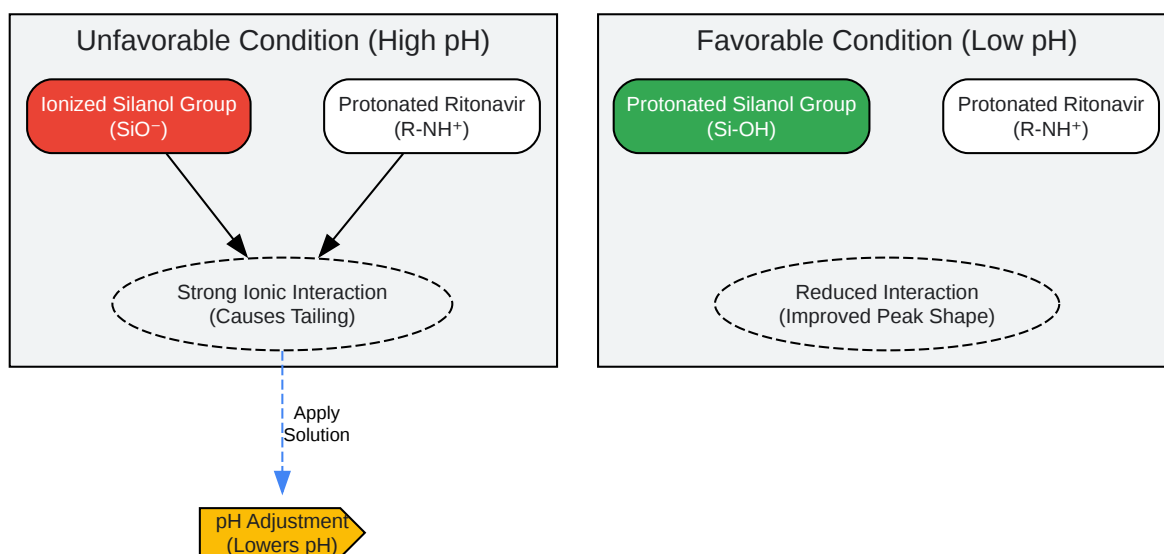 Unfavorable Condition (High pH)
Ionized Silanol Group
(SiO⁻)
Protonated Ritonavir
(R-NH⁺)
Strong Ionic Interaction
(Causes Tailing)
Apply
Solution
pH Adjustment
(Lowers pH)
Favorable Condition (Low pH)
Protonated Silanol Group
(Si-OH)
Protonated Ritonavir
(R-NH⁺)
Reduced Interaction
(Improved Peak Shape)